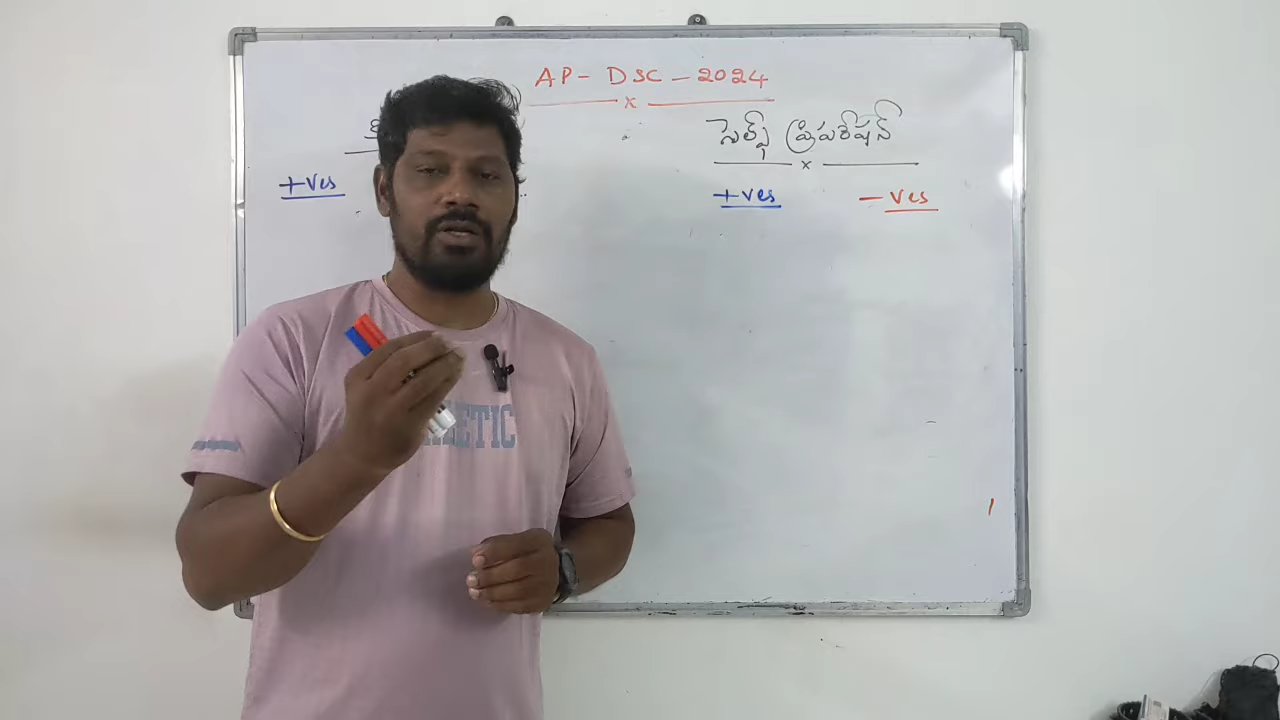 AP - DSC - 2024
సెల్ఫ్ ప్రిపరేషన్
+ves
+ves - ves